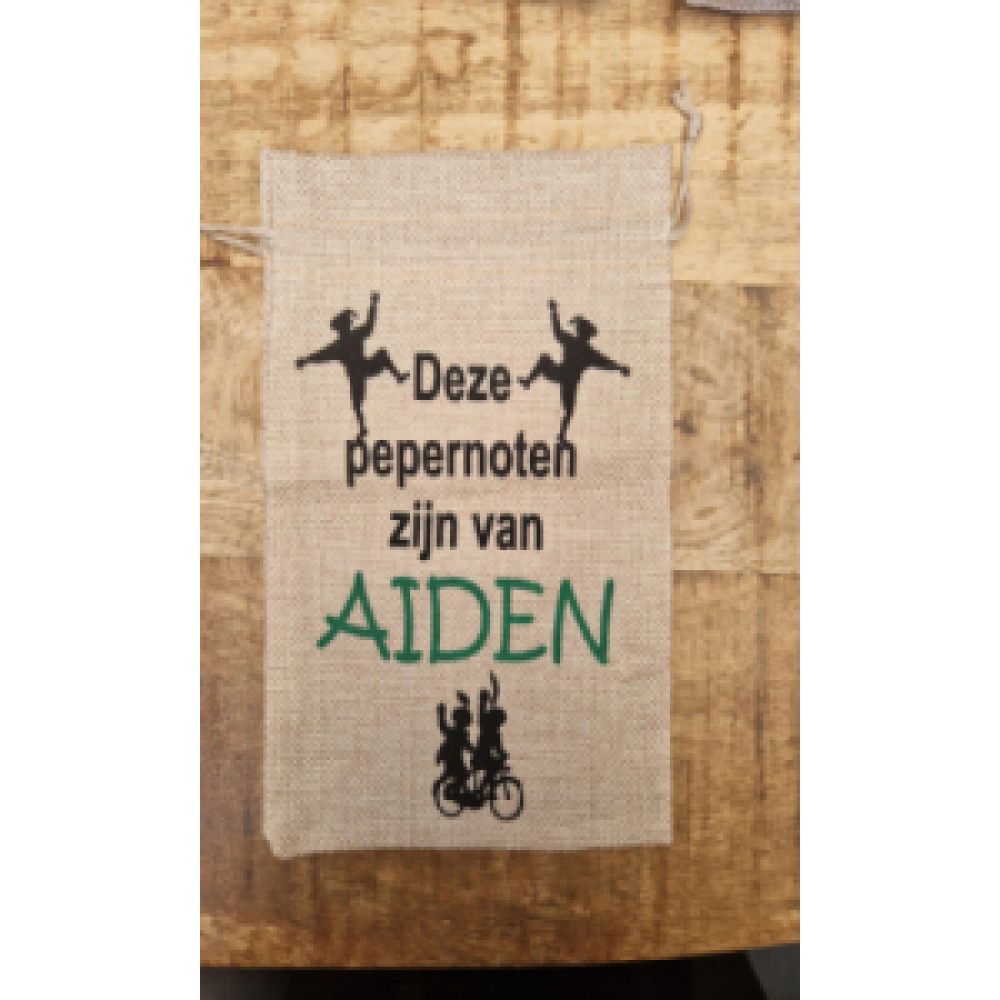 Deze
pepernoten
zijn van
AIDEN